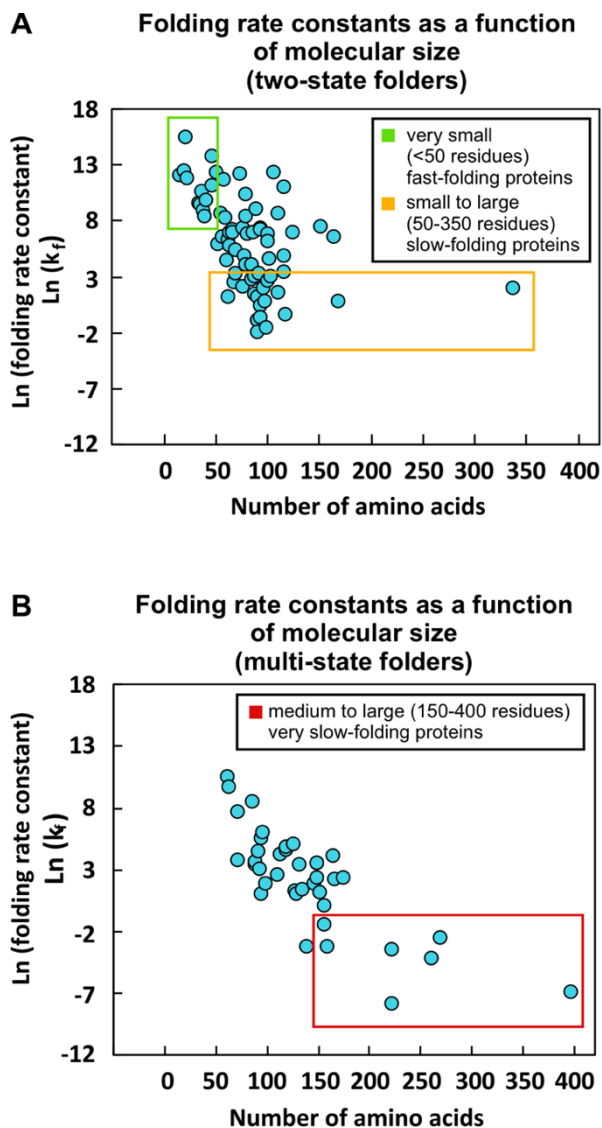 A
Folding rate constants as a function
of molecular size
(two-state folders)
Ln (folding rate constant)
Ln (kf)
18
13
8
3
-2
-7
-12
very small
(<50 residues)
fast-folding proteins
small to large
(50-350 residues)
slow-folding proteins
0 50 100 150 200 250 300 350 400
Number of amino acids
B
Folding rate constants as a function
of molecular size
(multi-state folders)
Ln (folding rate constant)
Ln (kf)
18
13
8
3
-2
-7
-12
medium to large (150-400 residues)
very slow-folding proteins
0 50 100 150 200 250 300 350 400
Number of amino acids